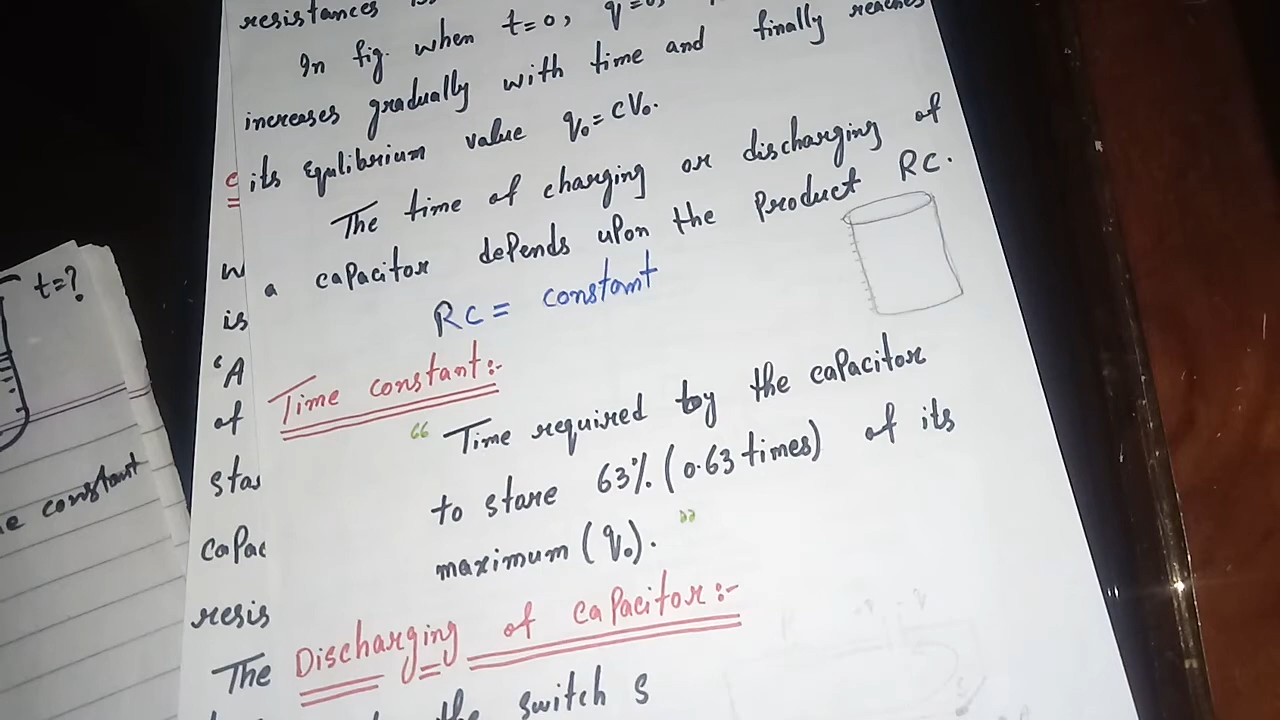 resistances
In fig. when t=0, q=0,
increases gradually with time and finally reaches
its Equlibrium value q₀= CV₀.
The time of charging or discharging of
a capacitor depends upon the Product RC.
RC = constant
Time constant:-
“ Time required by the capacitor
to store 63% (0.63 times) of its
maximum (q₀). ”
Discharging of capacitor:-
the switch S
c
w
is
‘A
of
stas
capac
resis
The
t=?
e constant